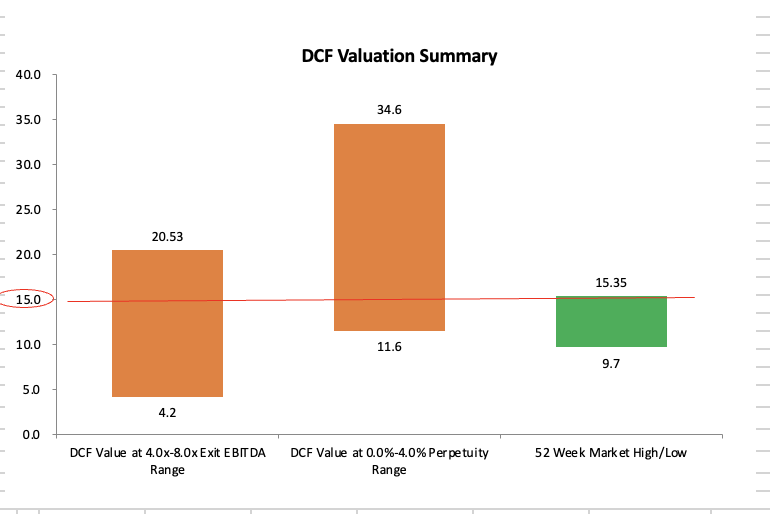 DCF Valuation Summary
40.0
35.0
34.6
30.0
25.0
20.53
20.0
15.35
15.0
11.6
10.0
9.7
5.0
4.2
0.0
DCF Value at 4.0x-8.0x Exit EBITDA
Range
DCF Value at 0.0%-4.0% Perpetuity
Range
52 Week Market High/Low